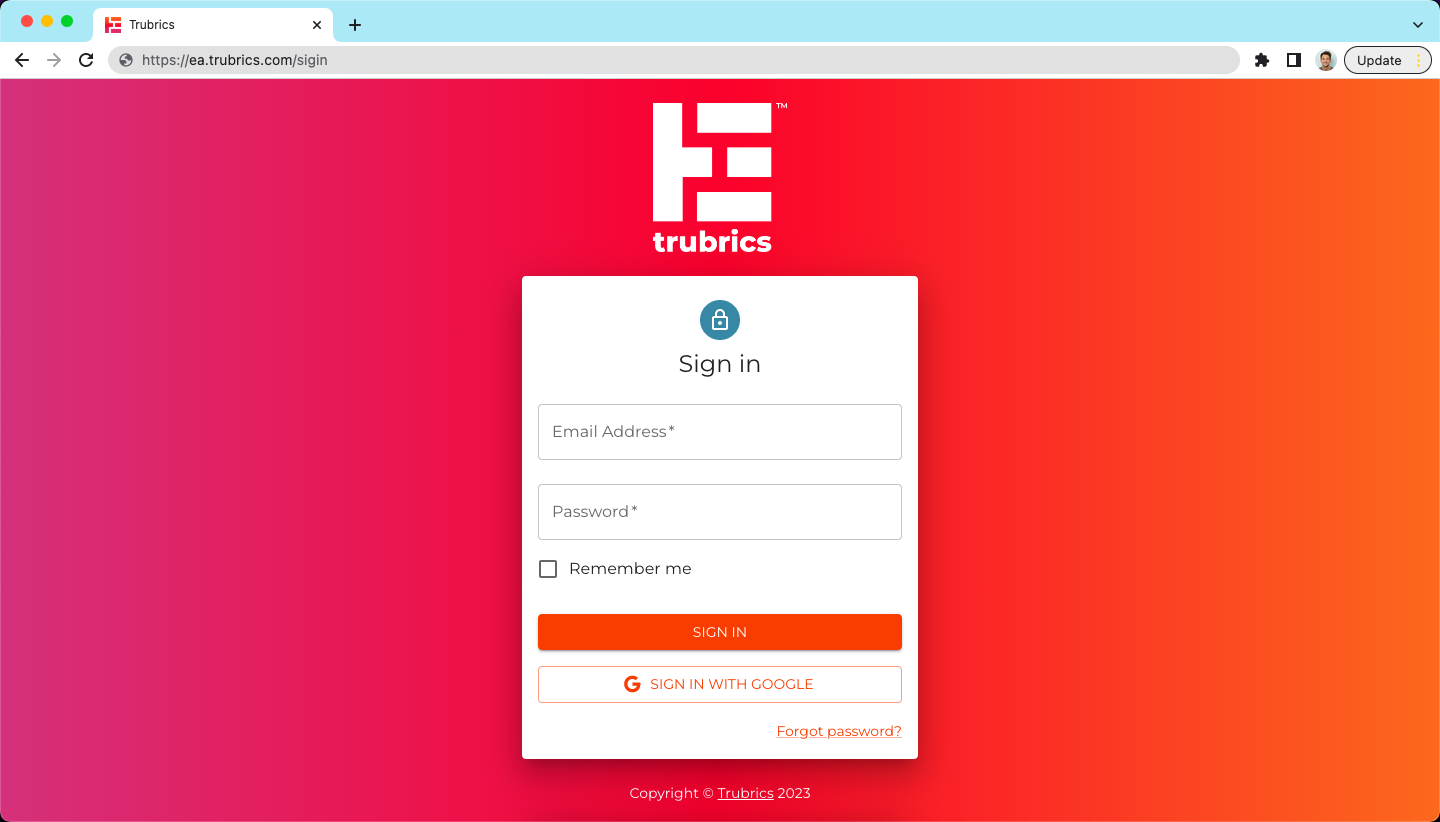 Trubrics
https://ea.trubrics.com/sigin
Update
TM
trubrics
Sign in
Email Address *
Password *
Remember me
SIGN IN
G SIGN IN WITH GOOGLE
Forgot password?
Copyright © Trubrics 2023